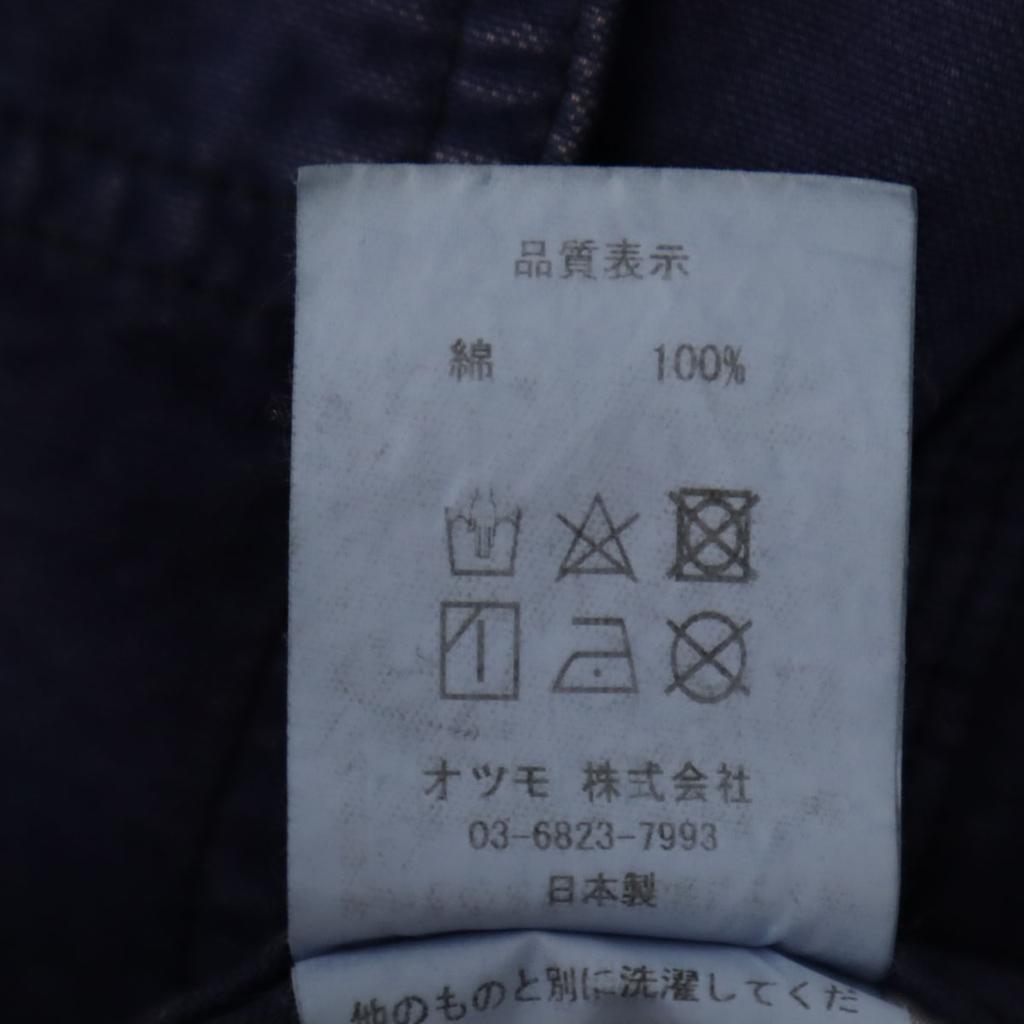 品質表示
綿 100%
オツモ 株式会社
03-6823-7993
日本製
他のものと別に洗濯してくだ